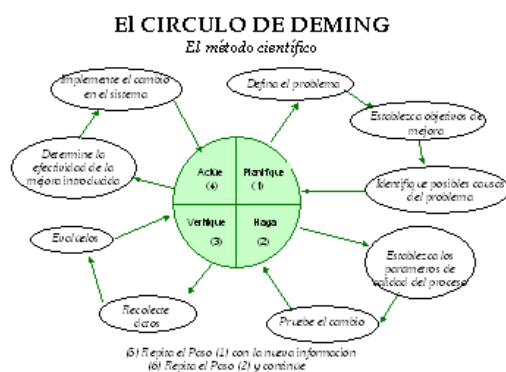 El CIRCULO DE DEMING
El método científico
Implemente el cambio
en el sistema
Defina el problema
Establezca objetivos de
mejora
Determine la
efectividad de la
mejora introducida
Actúe
(4)
Planifique
(1)
Identifique posibles causas
del problema
Verifique
(3)
Haga
(2)
Evalúelos
Establezca los
parámetros de
calidad del proceso
Recolecte
datos
Pruebe el cambio
(5) Repita el Paso (1) con la nueva información
(6) Repita el Paso (2) y continúe